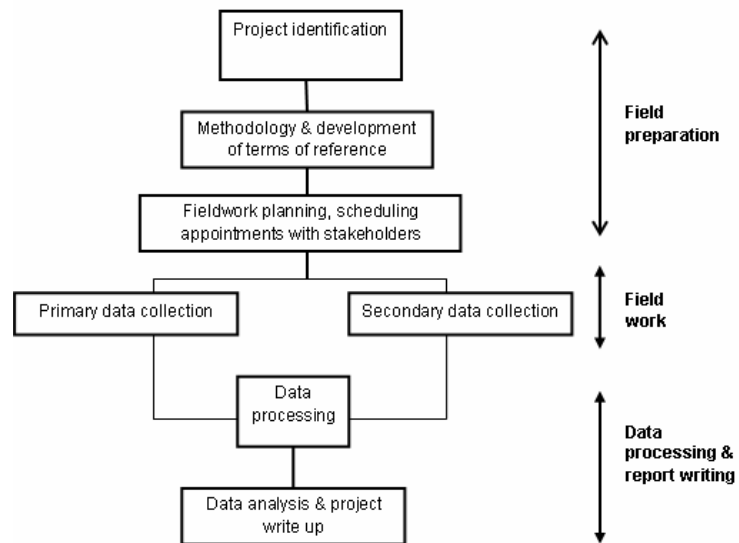 Project identification
Methodology & development
of terms of reference
Fieldwork planning, scheduling
appointments with stakeholders
Field
preparation
Primary data collection
Secondary data collection
Field
work
Data
processing
Data analysis & project
write up
Data
processing &
report writing